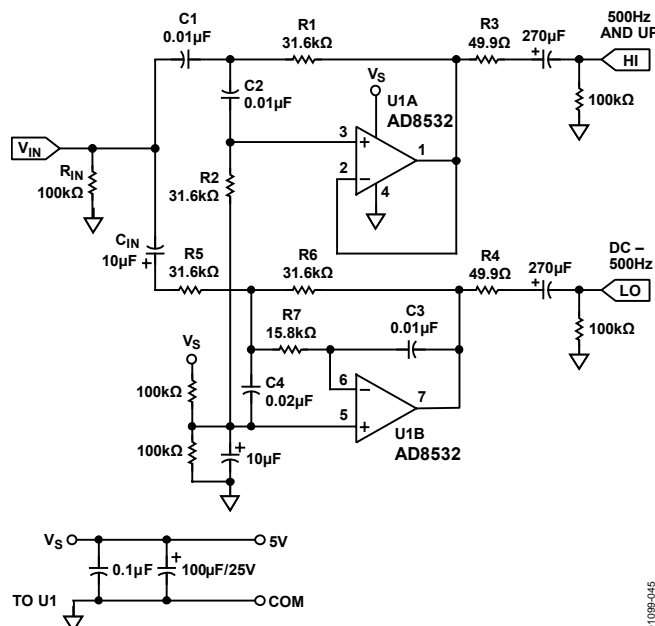 C1
0.01µF
R1
31.6kΩ
R3
49.9Ω
270µF
+
500Hz
AND UP
HI
100kΩ
C2
0.01µF
VS
U1A
AD8532
3
+
1
2
−
4
VIN
RIN
100kΩ
R2
31.6kΩ
CIN
10µF
+
R5
31.6kΩ
R6
31.6kΩ
R4
49.9Ω
270µF
+
DC –
500Hz
LO
100kΩ
R7
15.8kΩ
C3
0.01µF
VS
100kΩ
C4
0.02µF
6
−
7
5
+
U1B
AD8532
100kΩ
+
10µF
VS
5V
0.1µF
+
100µF/25V
TO U1
COM
01099-045